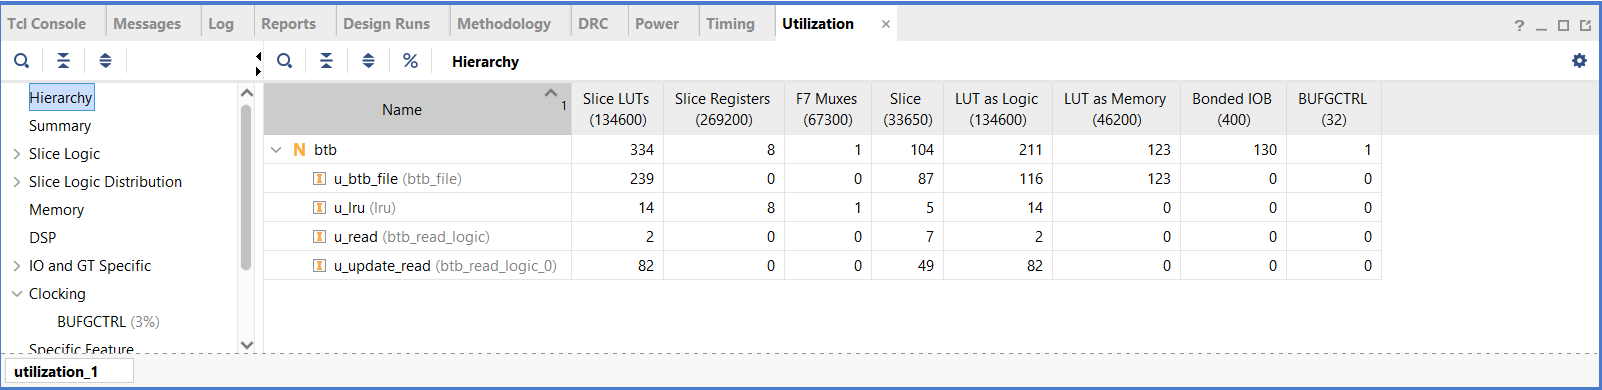 Tcl Console Messages Log Reports Design Runs Methodology DRC Power Timing Utilization × ?
% Hierarchy
Hierarchy
Summary
Slice Logic
Slice Logic Distribution
Memory
DSP
IO and GT Specific
Clocking
BUFGCTRL (3%)
Specific Feature
Name 1 Slice LUTs (134600) Slice Registers (269200) F7 Muxes (67300) Slice (33650) LUT as Logic (134600) LUT as Memory (46200) Bonded IOB (400) BUFGCTRL (32)
N btb 334 8 1 104 211 123 130 1
I u_btb_file (btb_file) 239 0 0 87 116 123 0 0
I u_lru (lru) 14 8 1 5 14 0 0 0
I u_read (btb_read_logic) 2 0 0 7 2 0 0 0
I u_update_read (btb_read_logic_0) 82 0 0 49 82 0 0 0
utilization_1